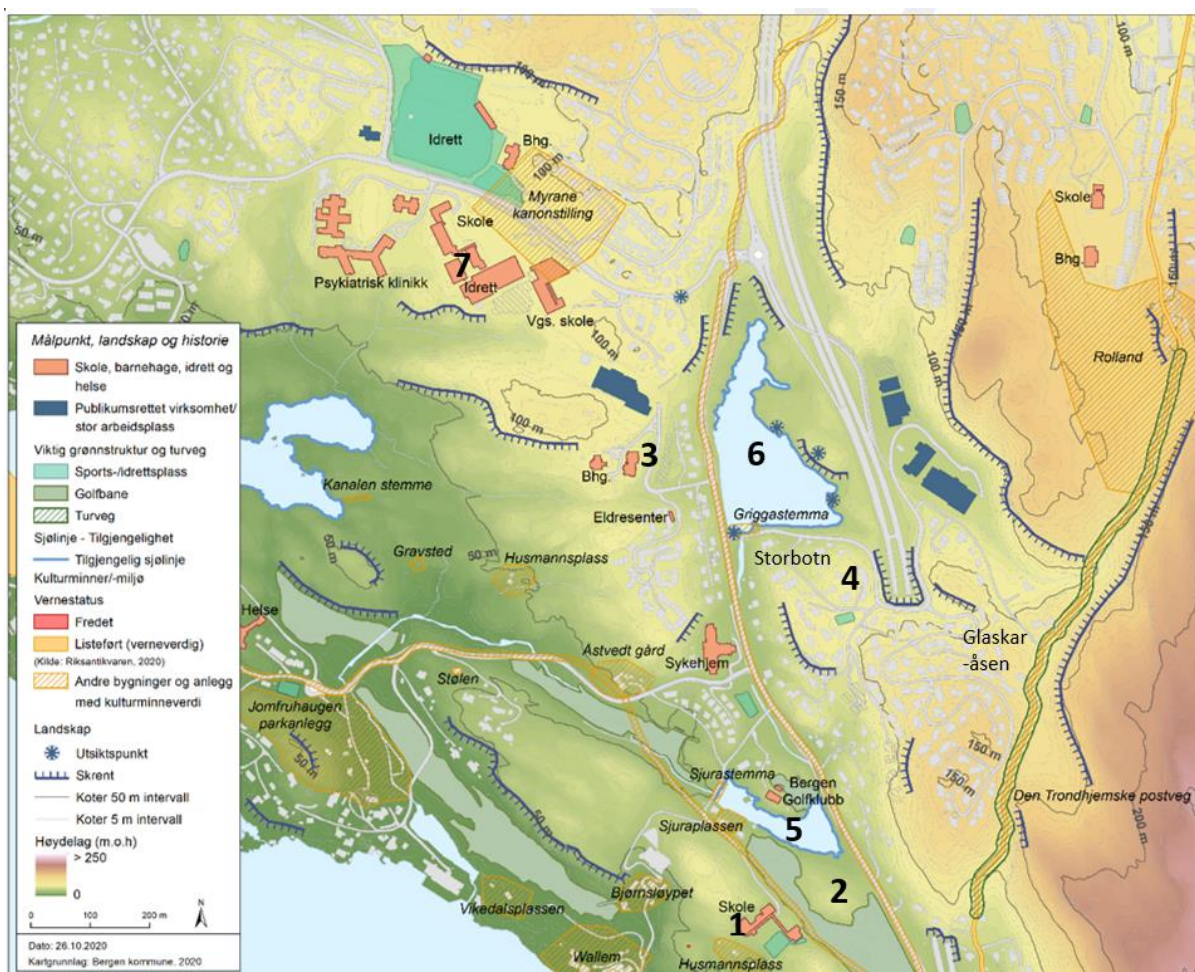 100 m
100 m
150 m
Idrett
Bhg.
100 m
Myrane
kanonstilling
Skole
50 m
Skole
Psykiatrisk klinikk
7
Idrett
Vgs. skole
Bhg.
150 m
50 m
100 m
100 m
Rolland
Målpunkt, landskap og historie
Skole, barnehage, idrett og
helse
Publikumsrettet virksomhet/
stor arbeidsplass
Viktig grønnstruktur og turveg
Sports-/idrettsplass
Golfbane
Turveg
Sjølinje - Tilgjengelighet
Tilgjengelig sjølinje
Kulturminner/-miljø
Vernestatus
Fredet
Listeført (verneverdig)
(Kilde: Riksantikvaren, 2020)
Andre bygninger og anlegg
med kulturminneverdi
Landskap
Utsiktspunkt
Skrent
Koter 50 m intervall
Koter 5 m intervall
Høydelag (m.o.h)
> 250
0
0 100 200 m
N
Dato: 26.10.2020
Kartgrunnlag: Bergen kommune, 2020
100 m
3
6
Bhg.
Kanalen stemme
Eldresenter
Griggastemma
50 m
Gravsted
Husmannsplass
50 m
Storbotn
4
Glaskar
-åsen
Helse
Åstvedt gård
Sykehjem
Stølen
Jomfruhaugen
parkanlegg
50 m
50 m
Sjurastemma
Bergen
Golfklubb
150 m
150 m
Den Trondhjemske postveg
200 m
Sjuraplassen
5
Bjørnsløypet
Vikedalsplassen
2
Skole
1
Wallem
Husmannsplass